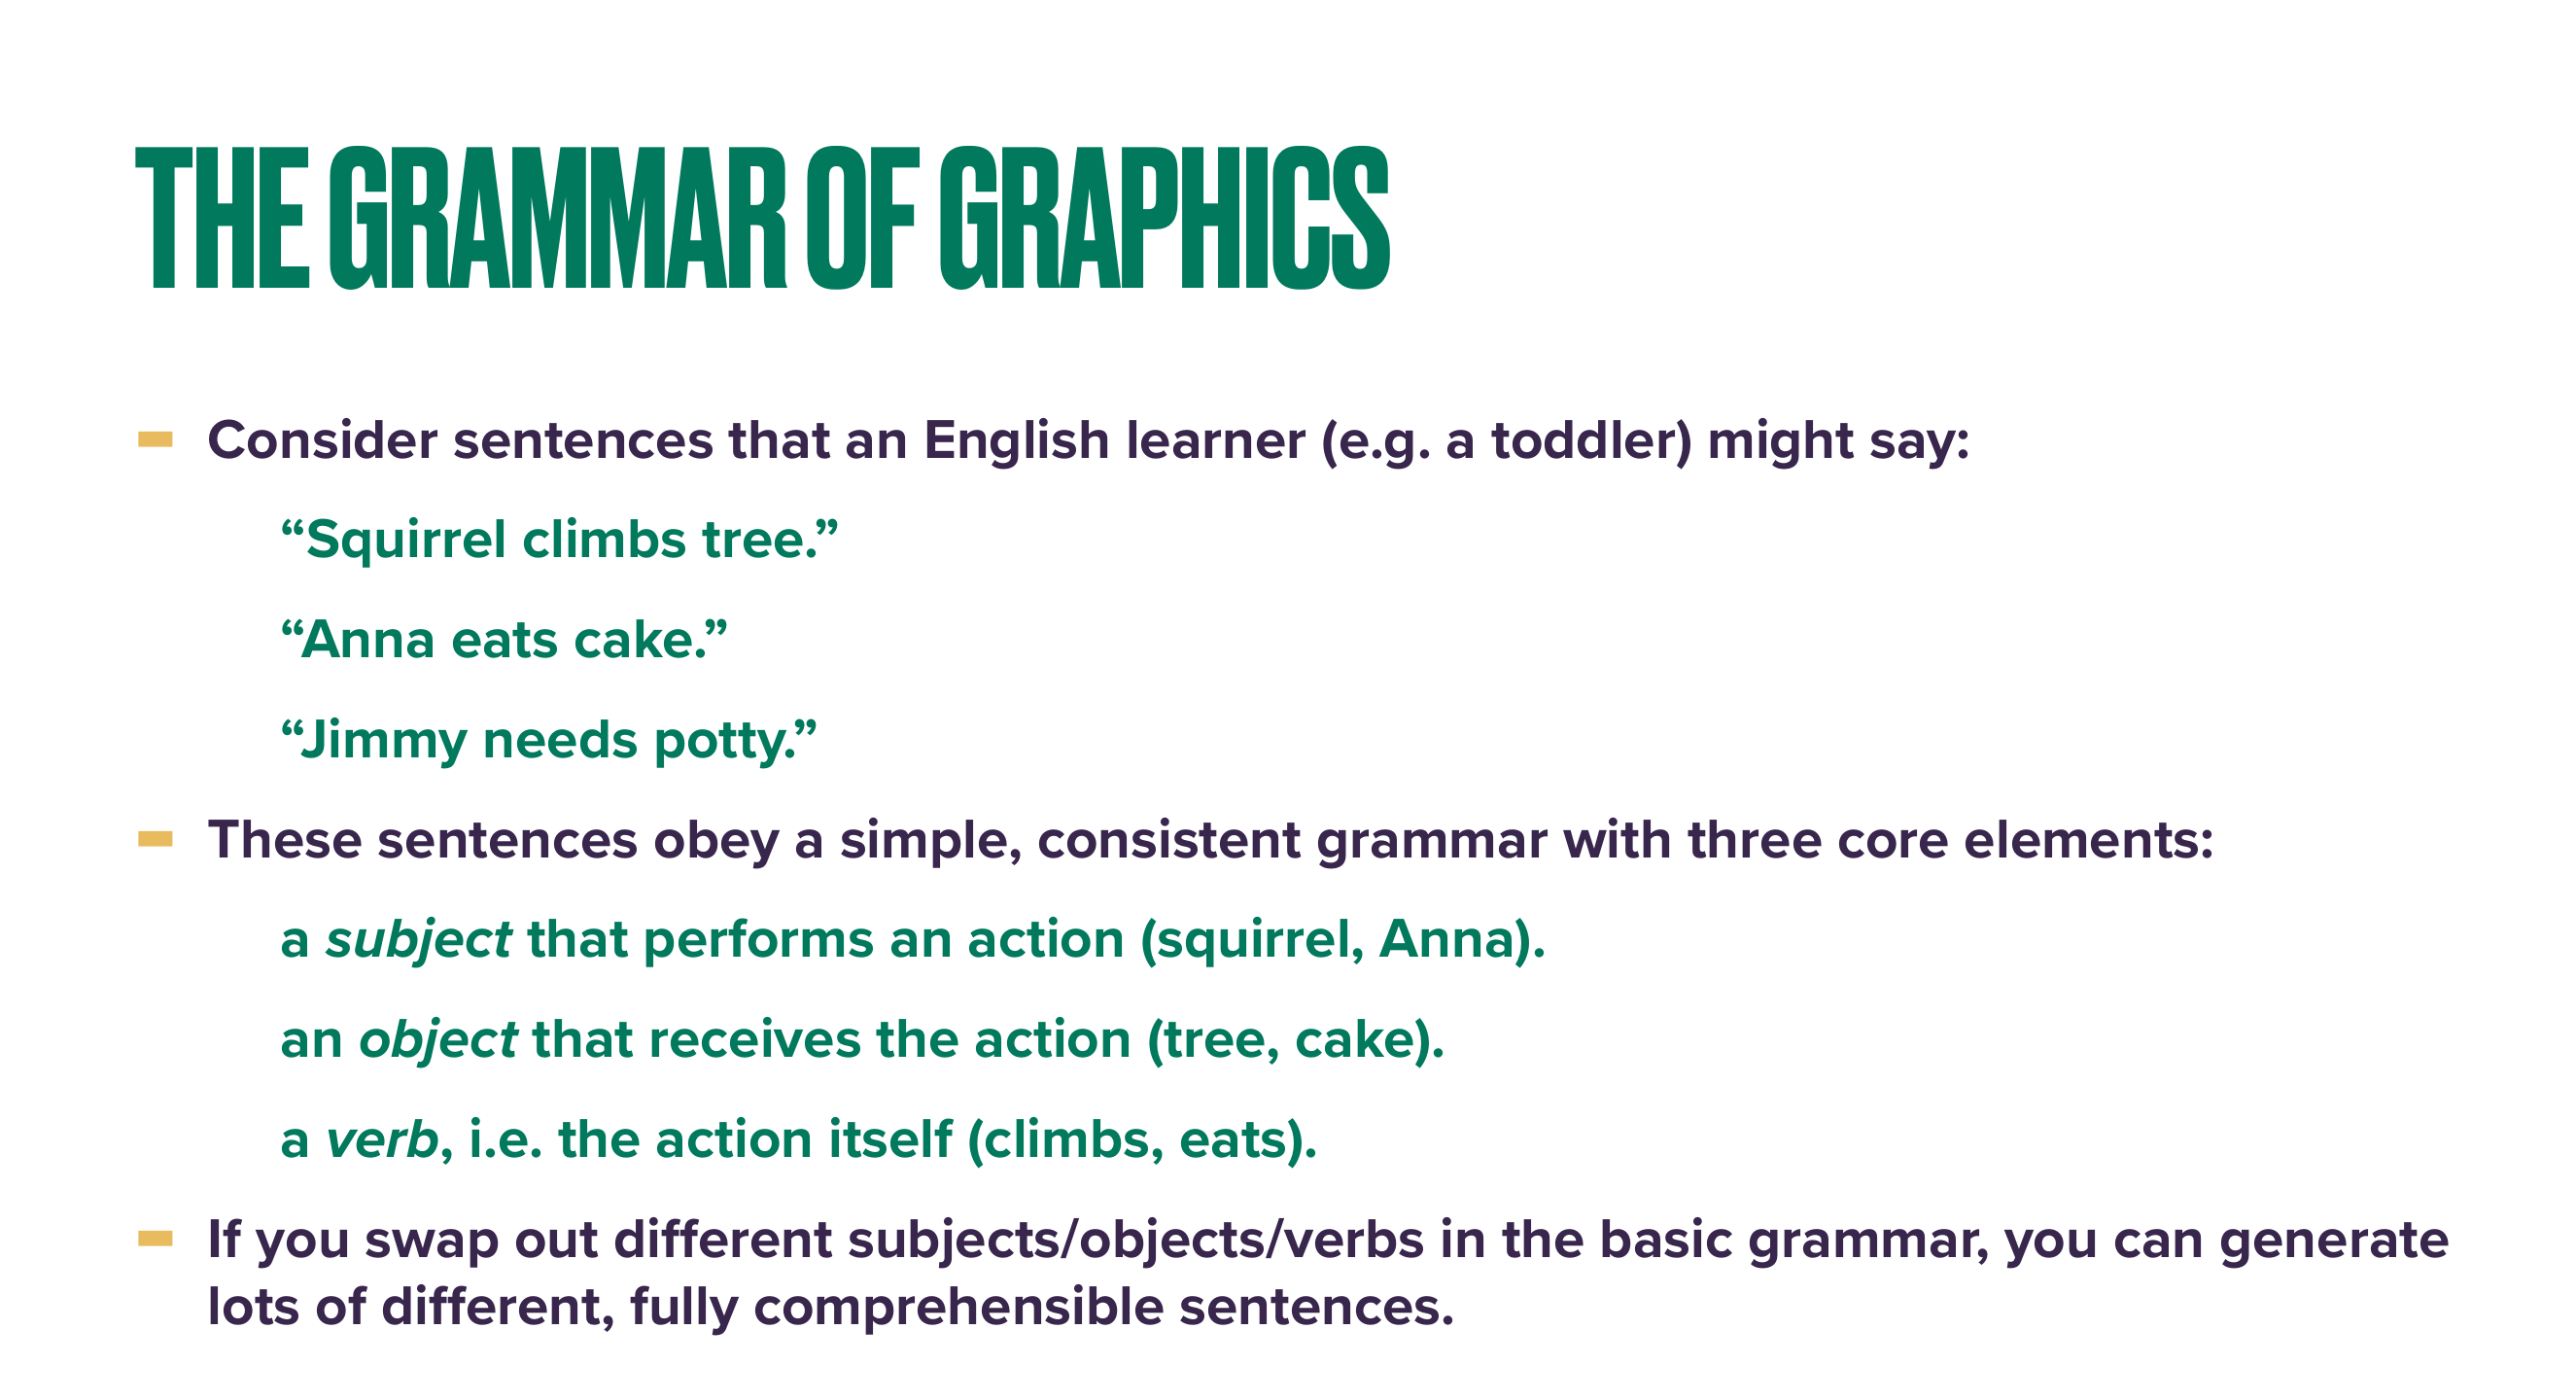 THE GRAMMAR OF GRAPHICS
Consider sentences that an English learner (e.g. a toddler) might say:
“Squirrel climbs tree.”
“Anna eats cake.”
“Jimmy needs potty.”
These sentences obey a simple, consistent grammar with three core elements:
a subject that performs an action (squirrel, Anna).
an object that receives the action (tree, cake).
a verb, i.e. the action itself (climbs, eats).
If you swap out different subjects/objects/verbs in the basic grammar, you can generate
lots of different, fully comprehensible sentences.